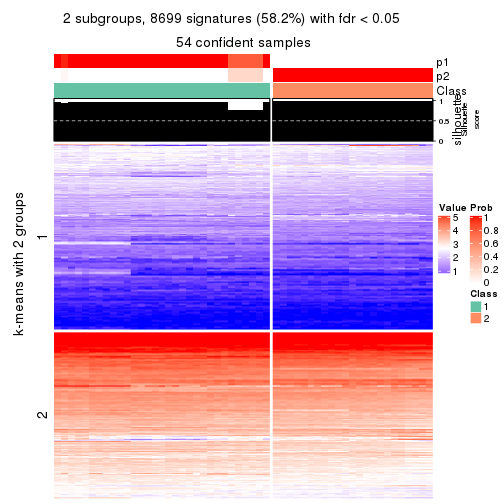 2 subgroups, 8699 signatures (58.2%) with fdr < 0.05
54 confident samples
p1
p2
Class
1
0.5
0
silhouette
Silhouette
score
k-means with 2 groups
1
2
Value
5
4
3
2
1
Prob
1
0.8
0.6
0.4
0.2
0
Class
1
2